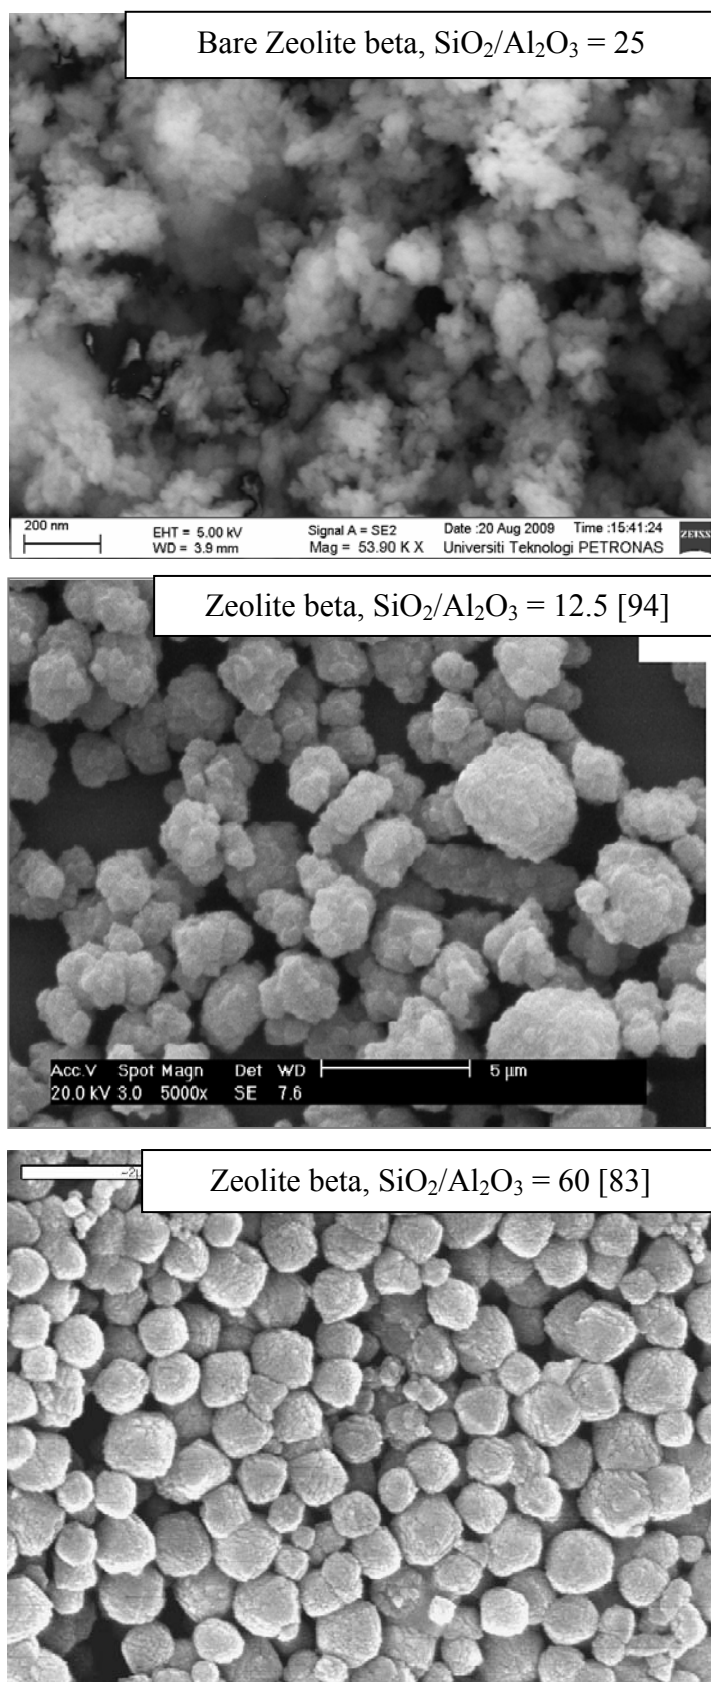 Bare Zeolite beta, SiO₂/Al₂O₃ = 25
200 nm
EHT = 5.00 kV Signal A = SE2 Date :20 Aug 2009 Time :15:41:24
WD = 3.9 mm Mag = 53.90 K X Universiti Teknologi PETRONAS
ZEISS
Zeolite beta, SiO₂/Al₂O₃ = 12.5 [94]
Acc.V Spot Magn Det WD 5 µm
20.0 kV 3.0 5000x SE 7.6
Zeolite beta, SiO₂/Al₂O₃ = 60 [83]